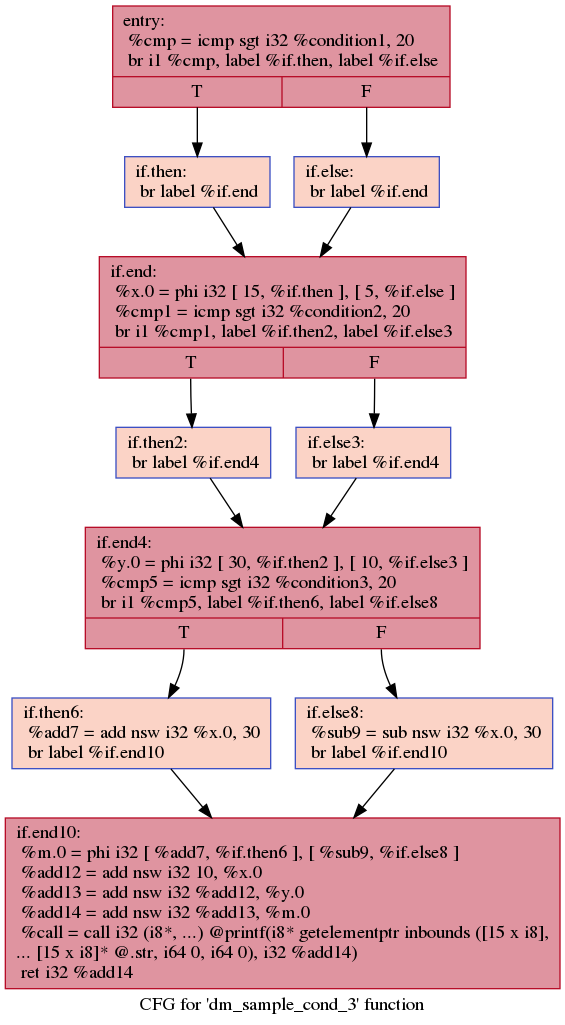 entry:
%cmp = icmp sgt i32 %condition1, 20
br i1 %cmp, label %if.then, label %if.else
T F
if.then:
br label %if.end
if.else:
br label %if.end
if.end:
%x.0 = phi i32 [ 15, %if.then ], [ 5, %if.else ]
%cmp1 = icmp sgt i32 %condition2, 20
br i1 %cmp1, label %if.then2, label %if.else3
T F
if.then2:
br label %if.end4
if.else3:
br label %if.end4
if.end4:
%y.0 = phi i32 [ 30, %if.then2 ], [ 10, %if.else3 ]
%cmp5 = icmp sgt i32 %condition3, 20
br i1 %cmp5, label %if.then6, label %if.else8
T F
if.then6:
%add7 = add nsw i32 %x.0, 30
br label %if.end10
if.else8:
%sub9 = sub nsw i32 %x.0, 30
br label %if.end10
if.end10:
%m.0 = phi i32 [ %add7, %if.then6 ], [ %sub9, %if.else8 ]
%add12 = add nsw i32 10, %x.0
%add13 = add nsw i32 %add12, %y.0
%add14 = add nsw i32 %add13, %m.0
%call = call i32 (i8*, ...) @printf(i8* getelementptr inbounds ([15 x i8],
... [15 x i8]* @.str, i64 0, i64 0), i32 %add14)
ret i32 %add14
CFG for 'dm_sample_cond_3' function